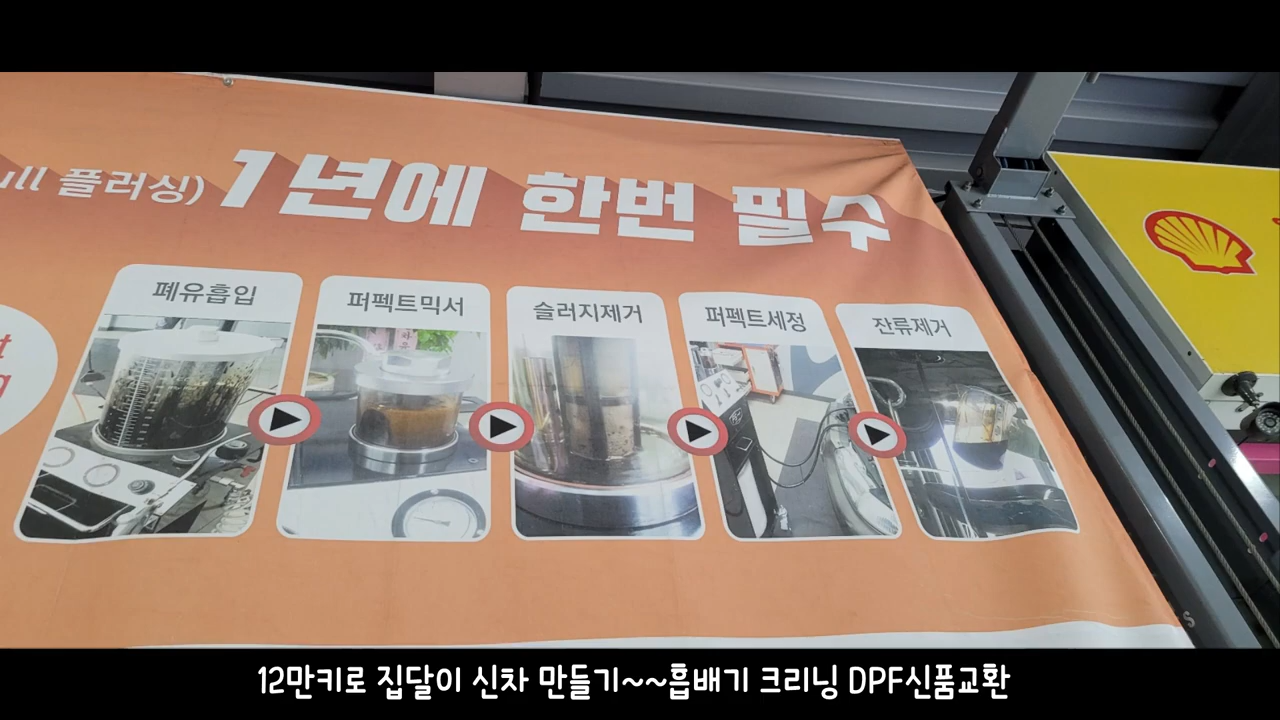 ull 플러싱) 1년에 한번 필수
폐유흡입
퍼펙트믹서
슬러지제거
퍼펙트세정
잔류제거
12만키로 집달이 신차 만들기~~흡배기 크리닝 DPF신품교환